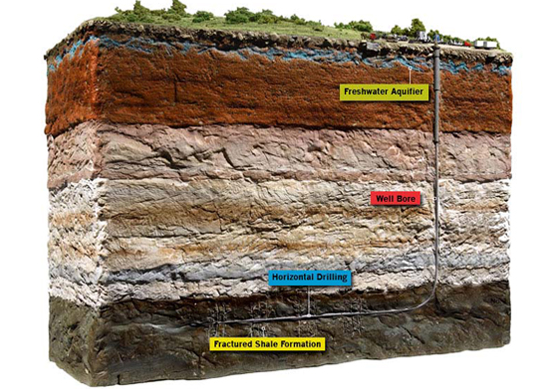 Freshwater Aquifier
Well Bore
Horizontal Drilling
Fractured Shale Formation